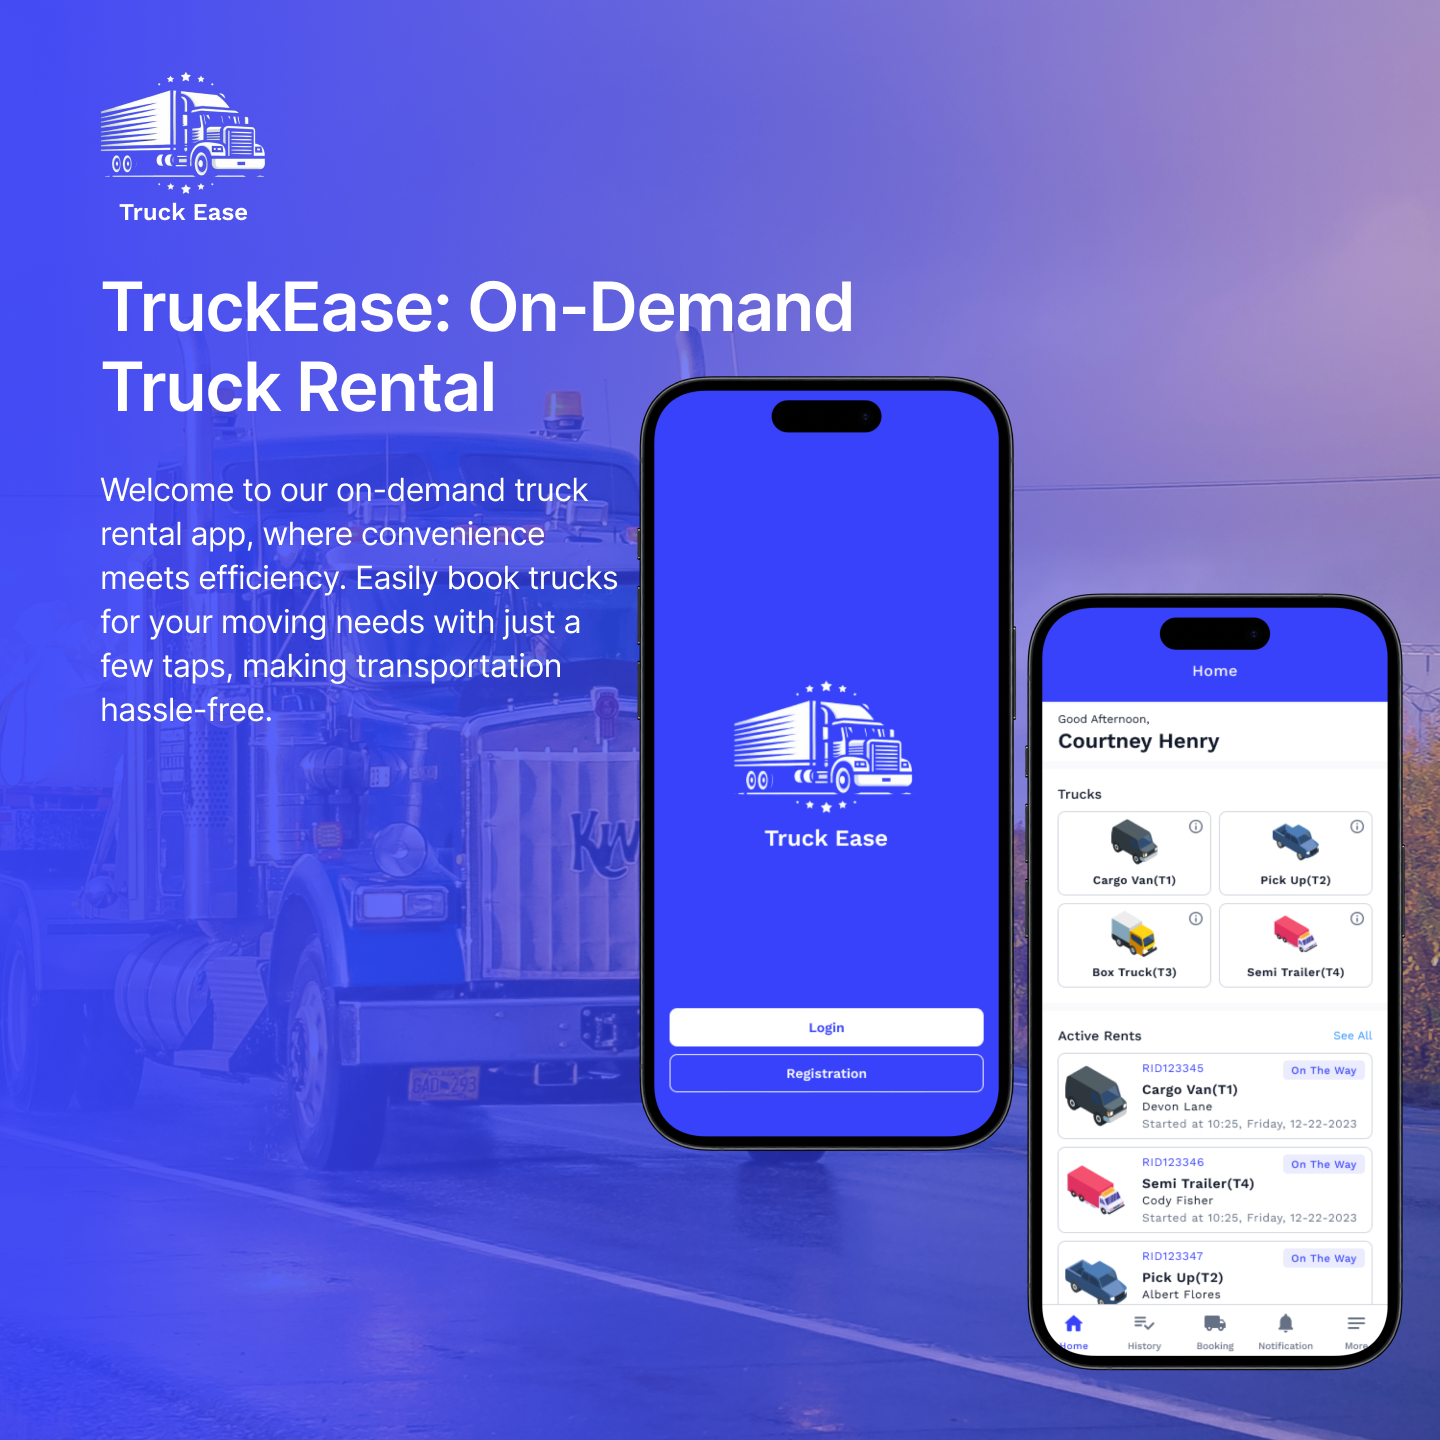 Truck Ease
TruckEase: On-Demand
Truck Rental
Welcome to our on-demand truck
rental app, where convenience
meets efficiency. Easily book trucks
for your moving needs with just a
few taps, making transportation
hassle-free.
KW
GAO 293
Truck Ease
Login
Registration
Home
Good Afternoon,
Courtney Henry
Trucks
Cargo Van(T1)
Pick Up(T2)
Box Truck(T3)
Semi Trailer(T4)
Active Rents
See All
RID123345
On The Way
Cargo Van(T1)
Devon Lane
Started at 10:25, Friday, 12-22-2023
RID123346
On The Way
Semi Trailer(T4)
Cody Fisher
Started at 10:25, Friday, 12-22-2023
RID123347
On The Way
Pick Up(T2)
Albert Flores
Home History Booking Notification More